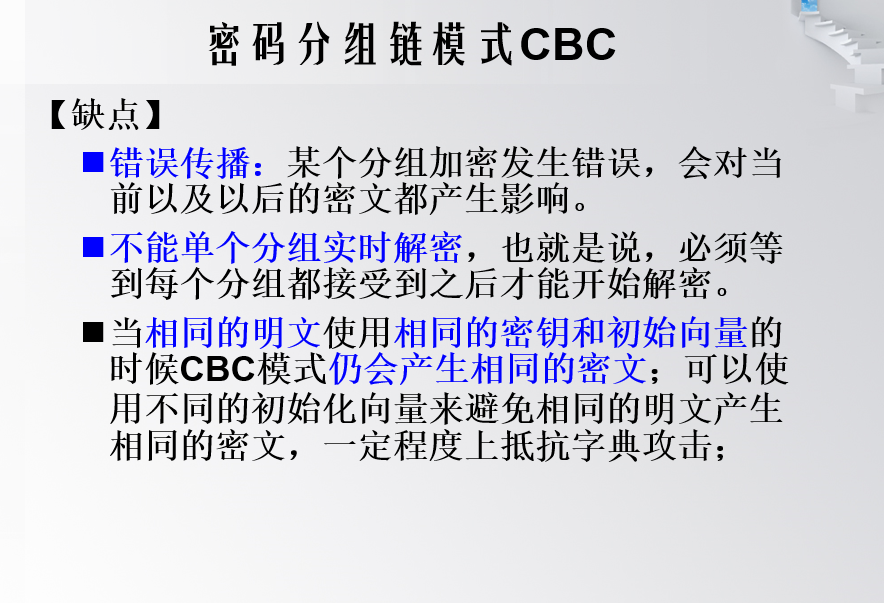 密码分组链模式CBC
【缺点】
■错误传播：某个分组加密发生错误，会对当
前以及以后的密文都产生影响。
■不能单个分组实时解密，也就是说，必须等
到每个分组都接受到之后才能开始解密。
■当相同的明文使用相同的密钥和初始向量的
时候CBC模式仍会产生相同的密文；可以使
用不同的初始化向量来避免相同的明文产生
相同的密文，一定程度上抵抗字典攻击；